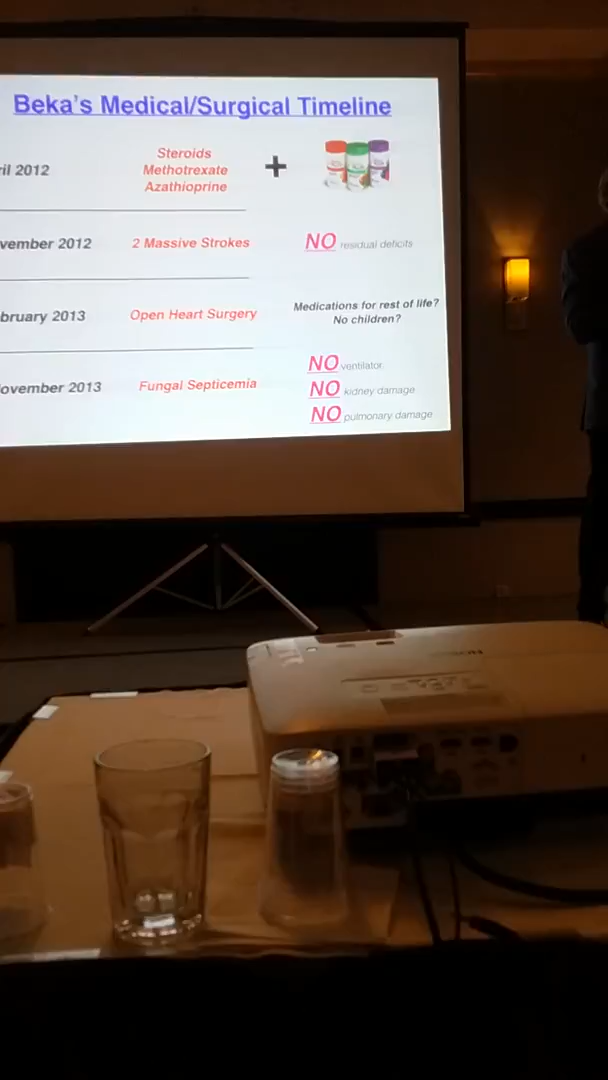 Beka's Medical/Surgical Timeline
ril 2012
Steroids
Methotrexate
Azathioprine
+
vember 2012
2 Massive Strokes
NO residual deficits
bruary 2013
Open Heart Surgery
Medications for rest of life?
No children?
ovember 2013
Fungal Septicemia
NO ventilator
NO kidney damage
NO pulmonary damage